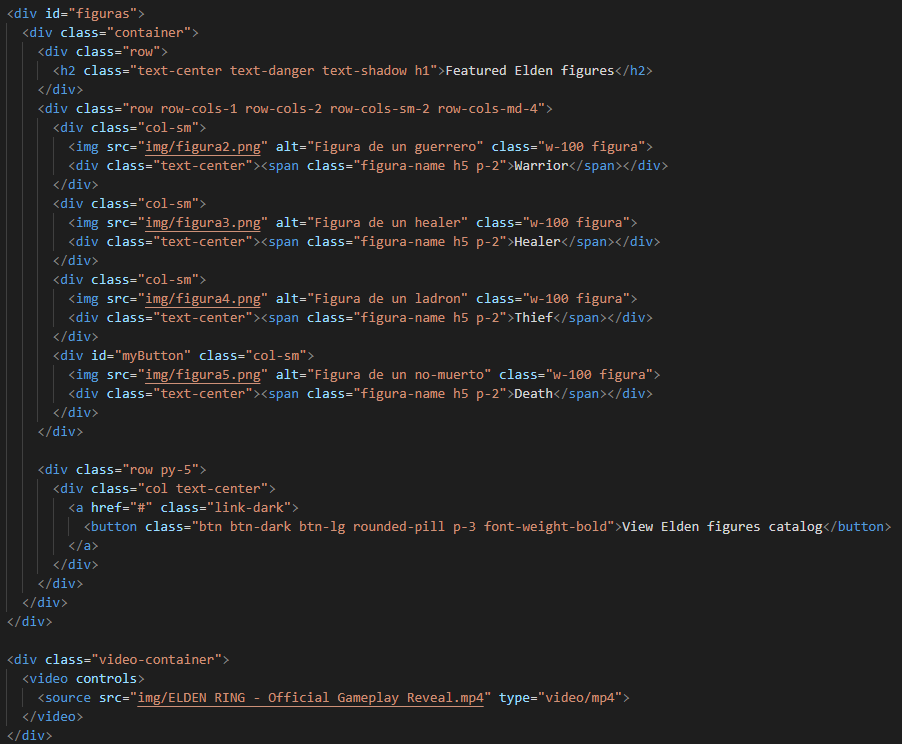 <div id="figuras">
<div class="container">
<div class="row">
<h2 class="text-center text-danger text-shadow h1">Featured Elden figures</h2>
</div>
<div class="row row-cols-1 row-cols-2 row-cols-sm-2 row-cols-md-4">
<div class="col-sm">
<img src="img/figura2.png" alt="Figura de un guerrero" class="w-100 figura">
<div class="text-center"><span class="figura-name h5 p-2">Warrior</span></div>
</div>
<div class="col-sm">
<img src="img/figura3.png" alt="Figura de un healer" class="w-100 figura">
<div class="text-center"><span class="figura-name h5 p-2">Healer</span></div>
</div>
<div class="col-sm">
<img src="img/figura4.png" alt="Figura de un ladron" class="w-100 figura">
<div class="text-center"><span class="figura-name h5 p-2">Thief</span></div>
</div>
<div id="myButton" class="col-sm">
<img src="img/figura5.png" alt="Figura de un no-muerto" class="w-100 figura">
<div class="text-center"><span class="figura-name h5 p-2">Death</span></div>
</div>
</div>
<div class="row py-5">
<div class="col text-center">
<a href="#" class="link-dark">
<button class="btn btn-dark btn-lg rounded-pill p-3 font-weight-bold">View Elden figures catalog</button>
</a>
</div>
</div>
</div>
</div>
<div class="video-container">
<video controls>
<source src="img/ELDEN RING - Official Gameplay Reveal.mp4" type="video/mp4">
</video>
</div>